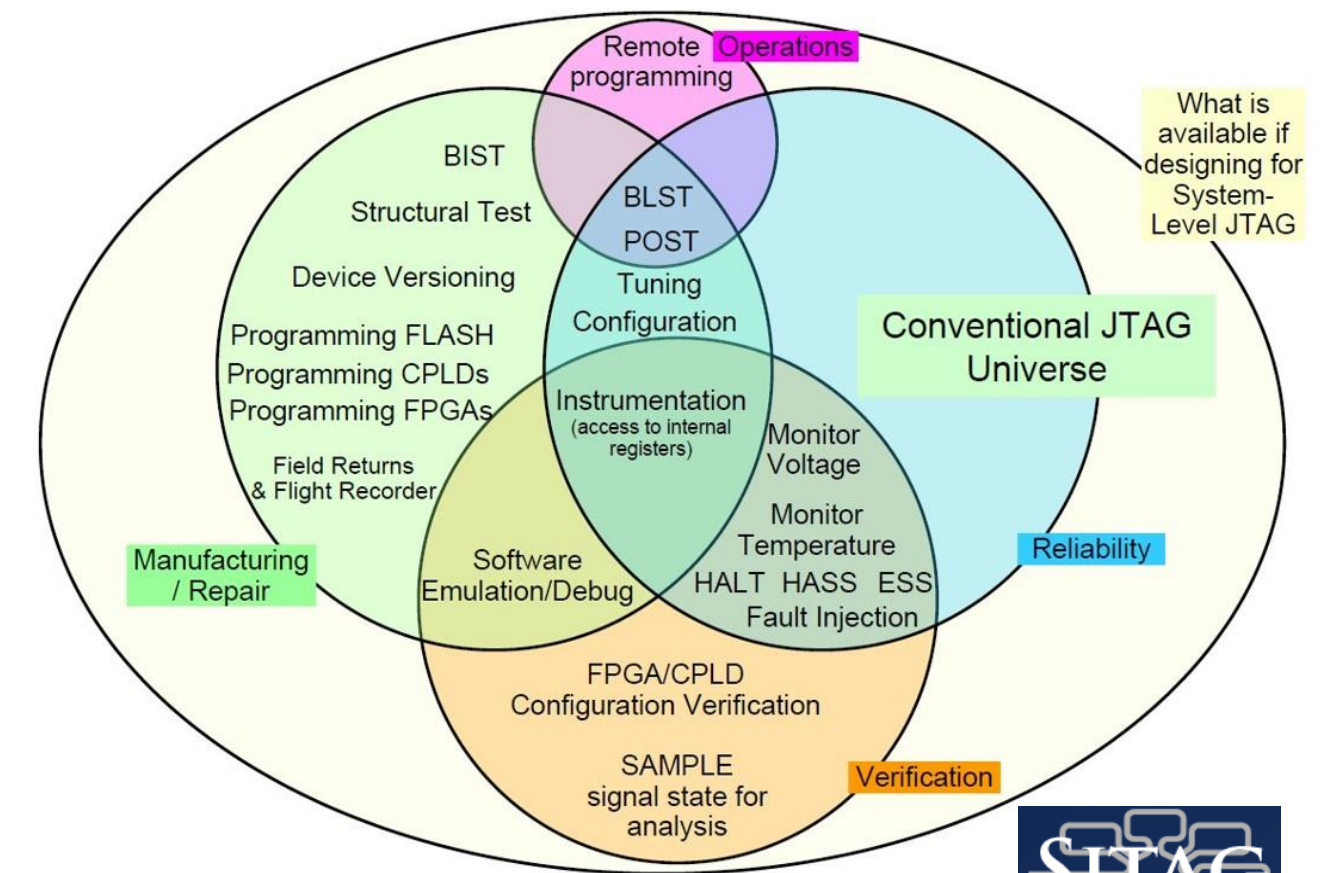 Remote
programming
Operations
What is
available if
designing for
System-
Level JTAG
BIST
Structural Test
Device Versioning
Programming FLASH
Programming CPLDs
Programming FPGAs
Field Returns
& Flight Recorder
BLST
POST
Tuning
Configuration
Instrumentation
(access to internal
registers)
Conventional JTAG
Universe
Monitor
Voltage
Monitor
Temperature
HALT HASS ESS
Fault Injection
Reliability
Manufacturing
/ Repair
Software
Emulation/Debug
FPGA/CPLD
Configuration Verification
SAMPLE
signal state for
analysis
Verification
SJTAG